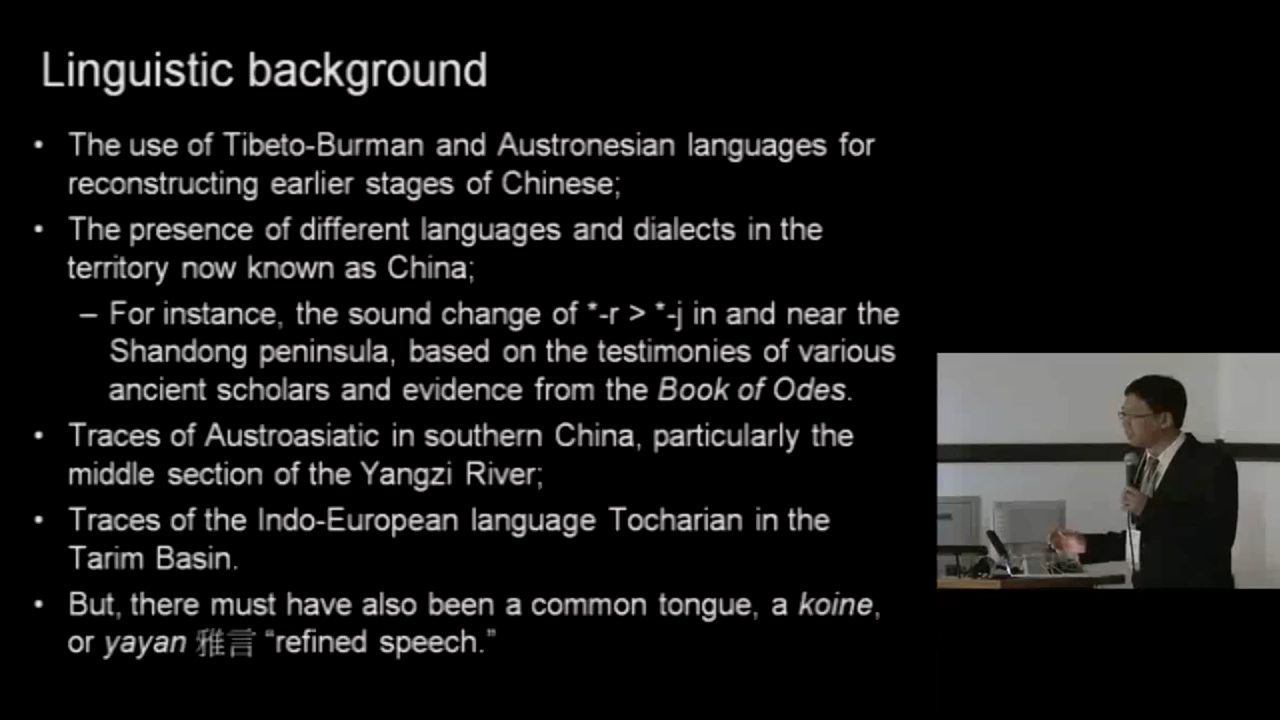 Linguistic background
• The use of Tibeto-Burman and Austronesian languages for
reconstructing earlier stages of Chinese;
• The presence of different languages and dialects in the
territory now known as China;
– For instance, the sound change of *-r > *-j in and near the
Shandong peninsula, based on the testimonies of various
ancient scholars and evidence from the Book of Odes.
• Traces of Austroasiatic in southern China, particularly the
middle section of the Yangzi River;
• Traces of the Indo-European language Tocharian in the
Tarim Basin.
• But, there must have also been a common tongue, a koine,
or yayan 雅言 “refined speech.”